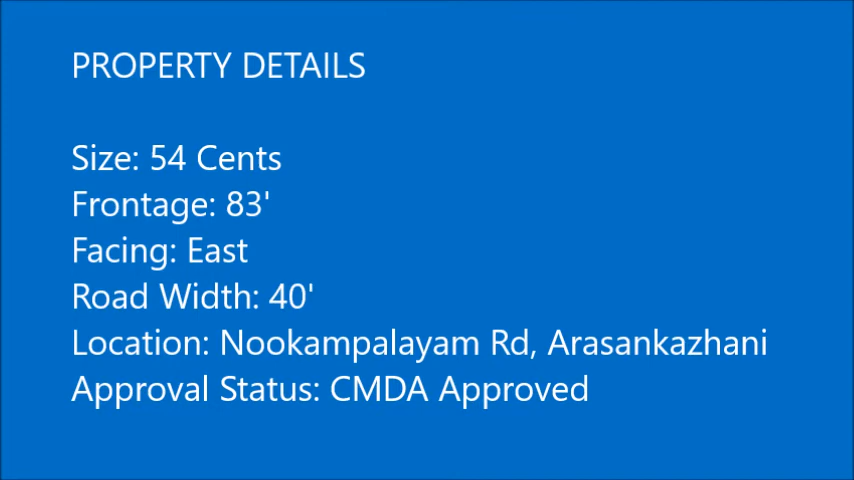 PROPERTY DETAILS
Size: 54 Cents
Frontage: 83'
Facing: East
Road Width: 40'
Location: Nookampalayam Rd, Arasankazhani
Approval Status: CMDA Approved